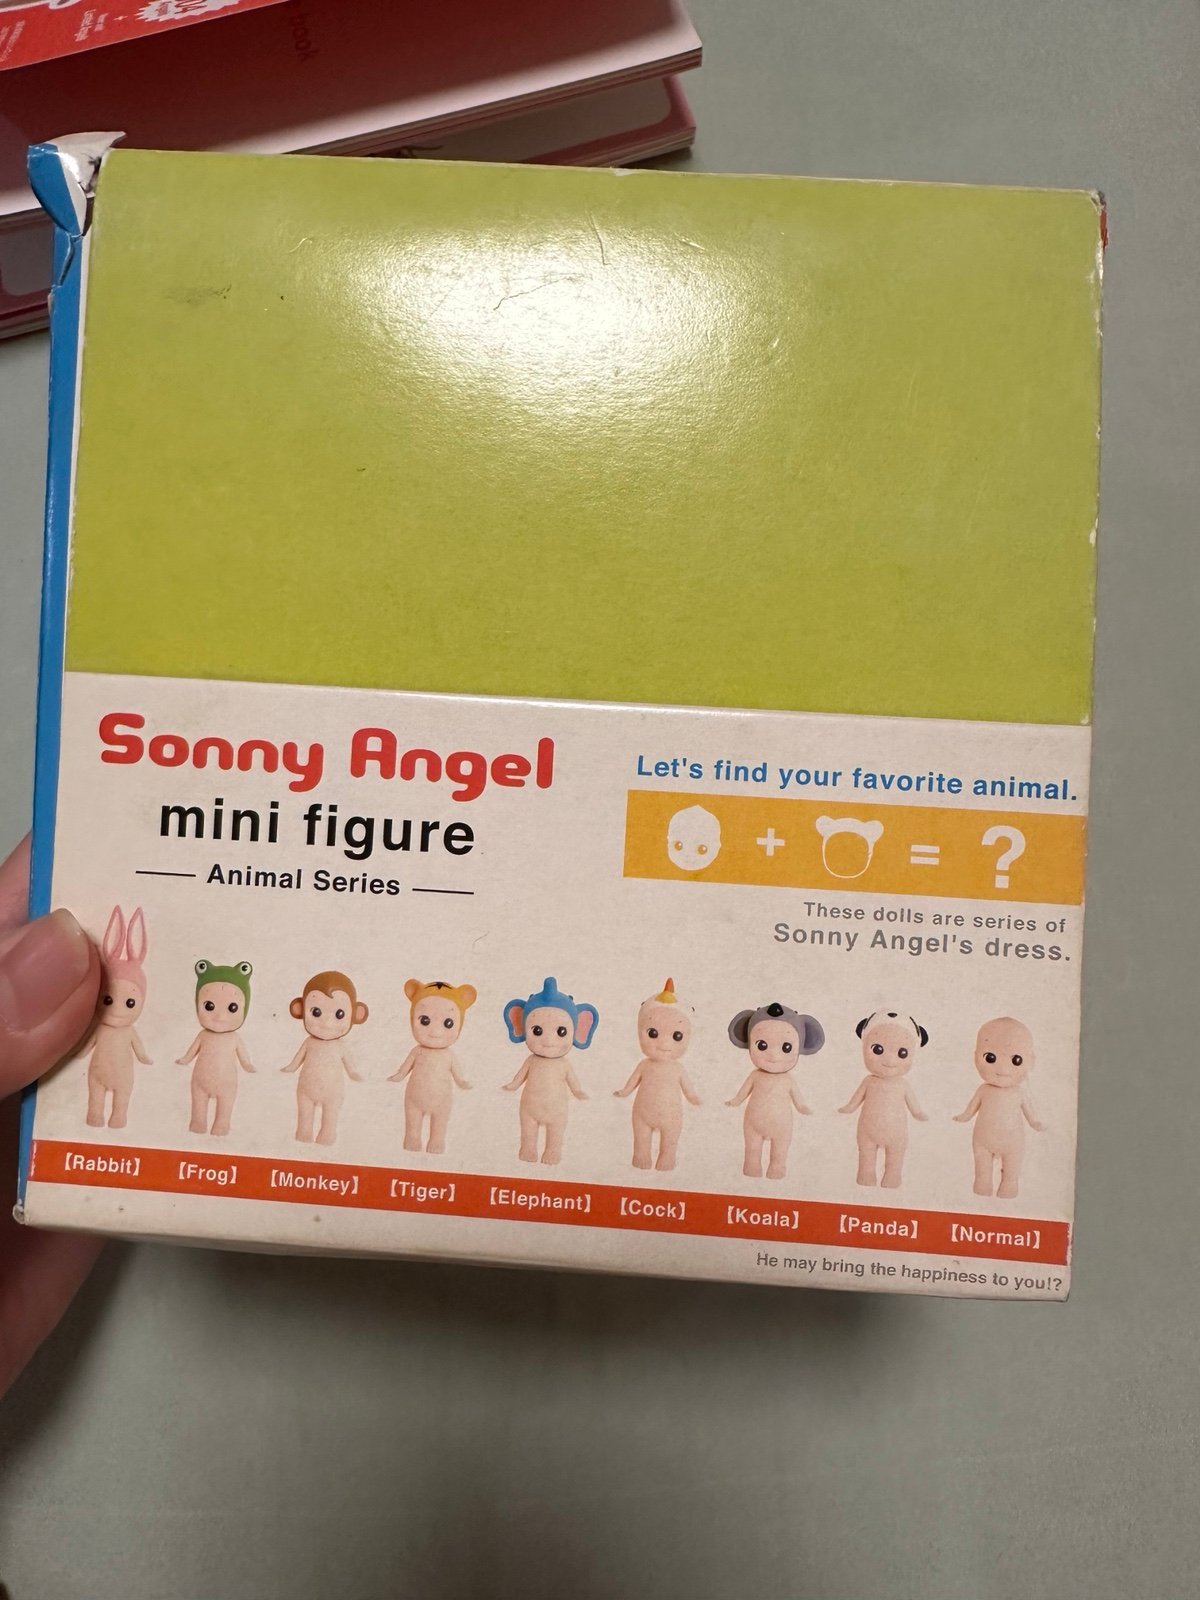 book
Sonny Angel
mini figure
Animal Series
Let's find your favorite animal.
+ = ?
These dolls are series of
Sonny Angel's dress.
【Rabbit】 【Frog】 【Monkey】 【Tiger】 【Elephant】 【Cock】 【Koala】 【Panda】 【Normal】
He may bring the happiness to you!?